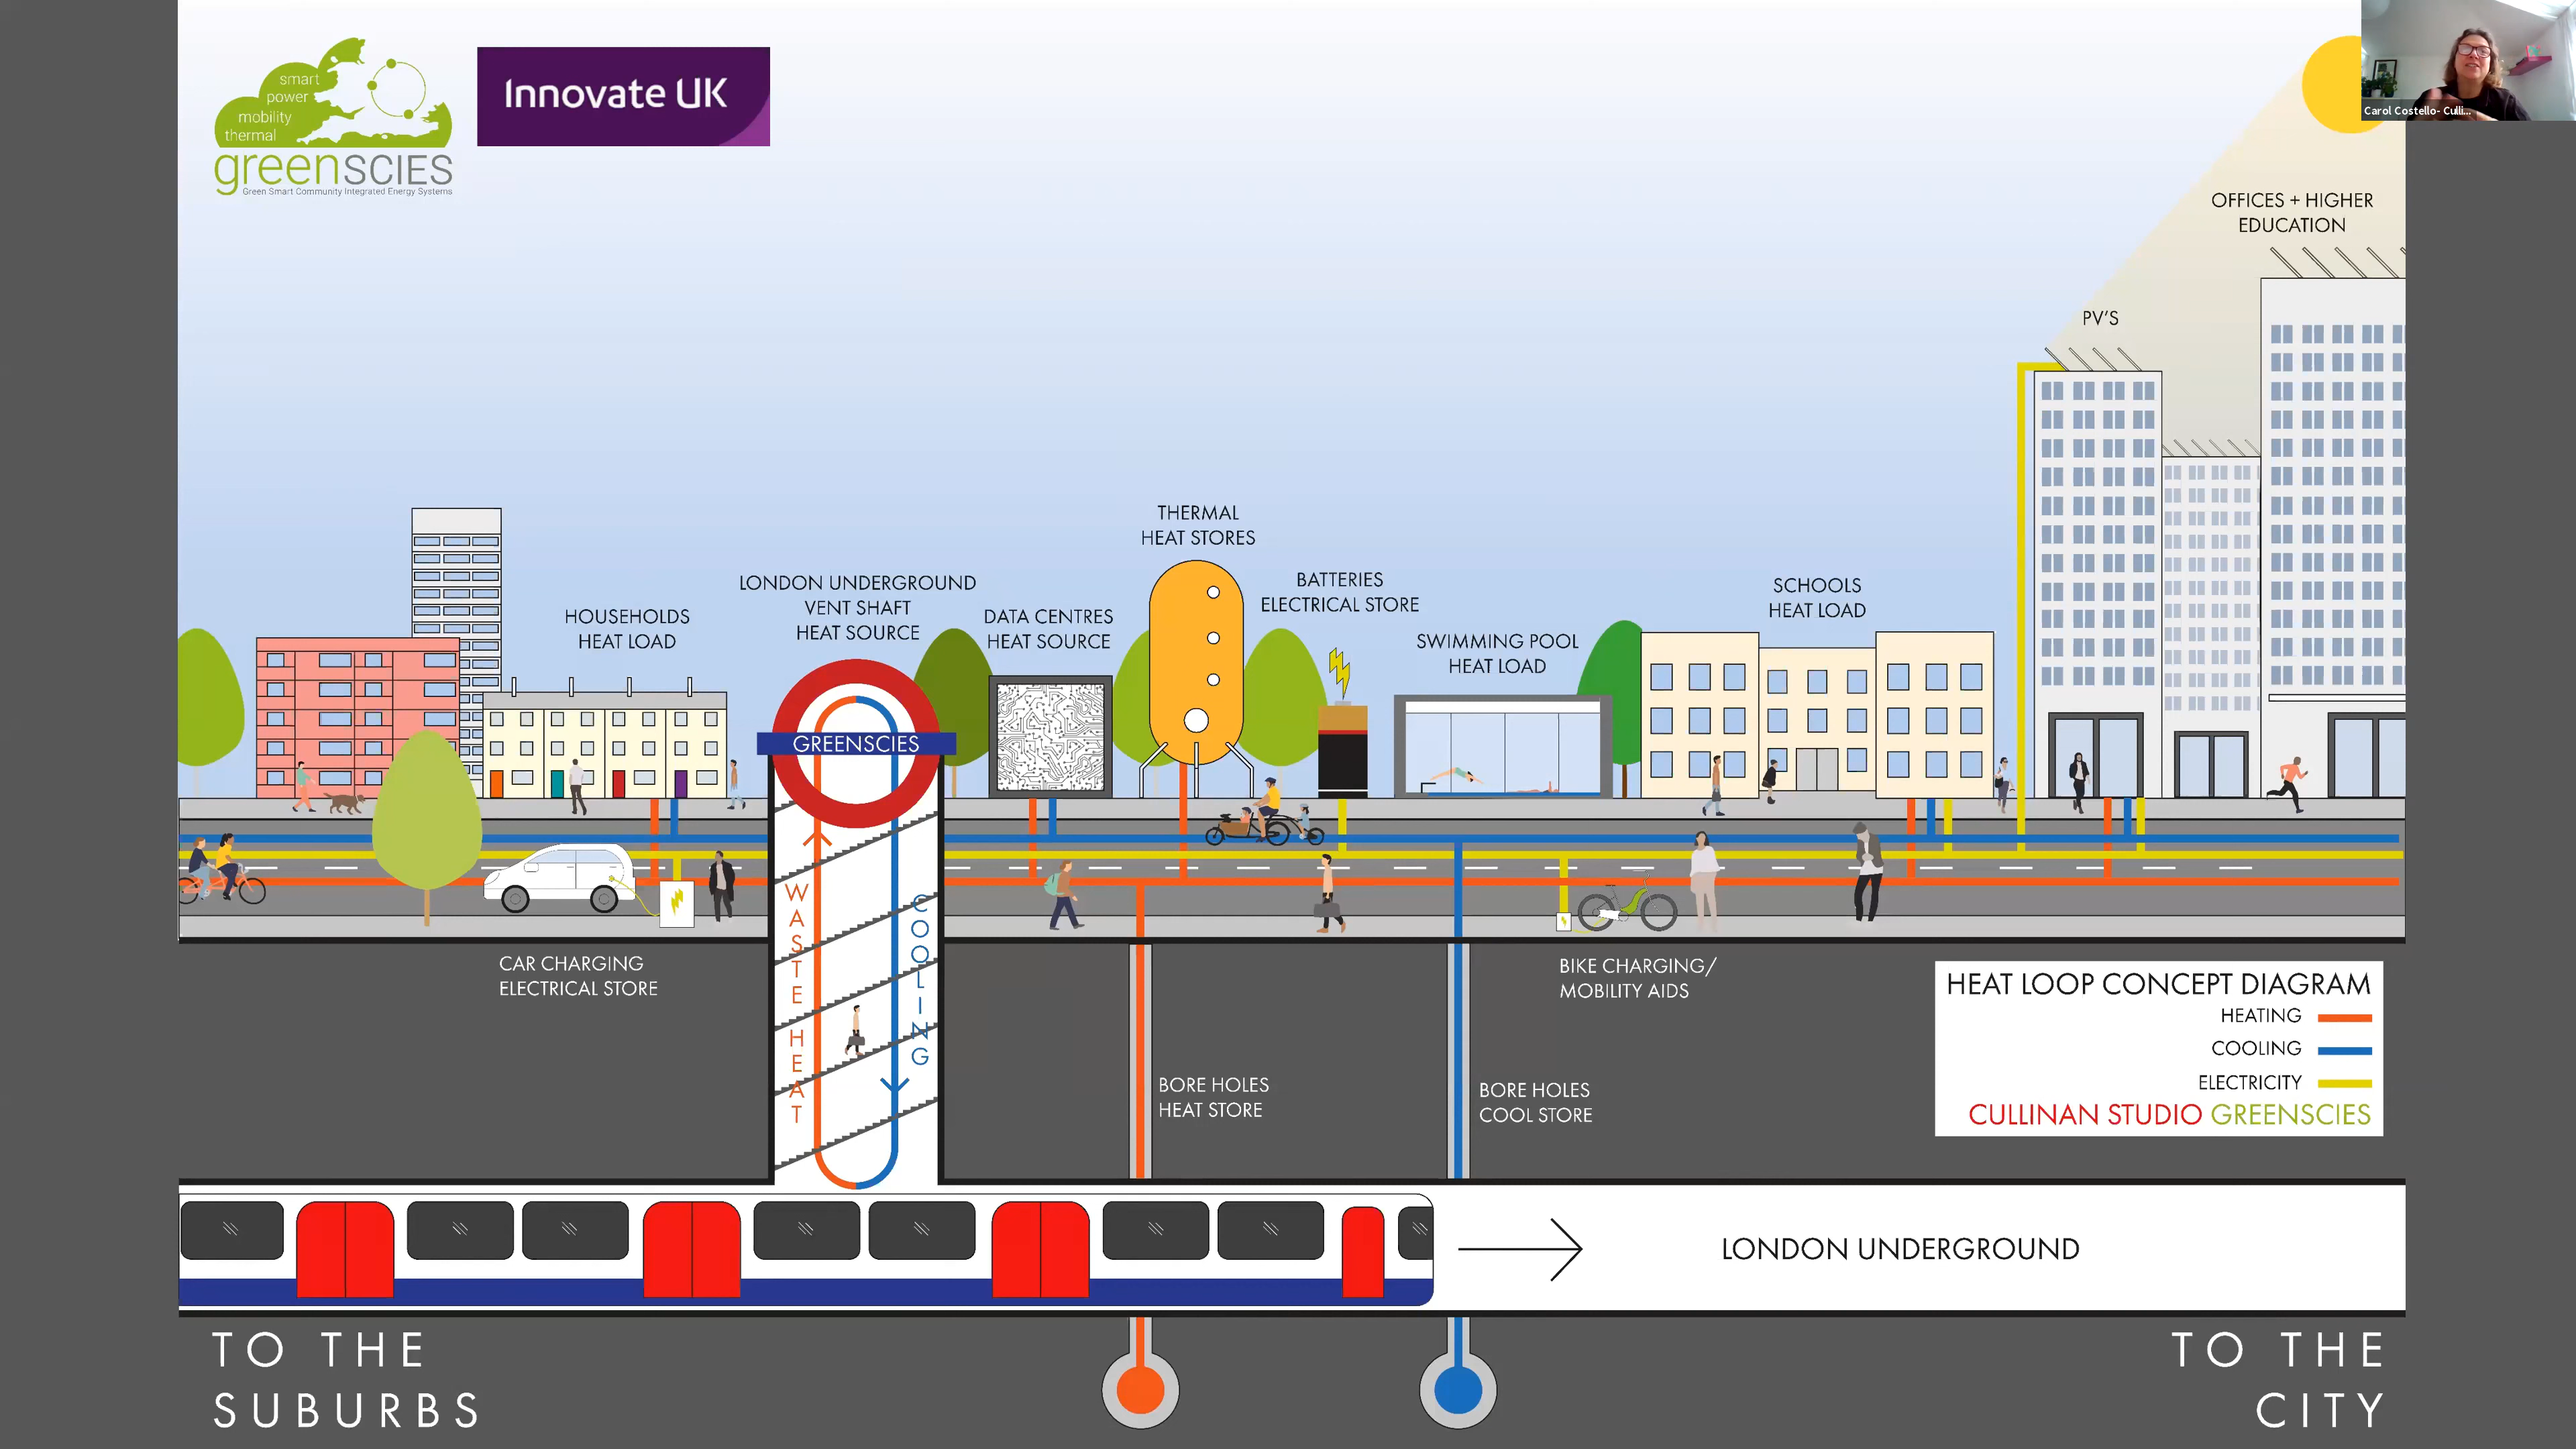 smart
power
mobility
thermal
greenSCIES
Green Smart Community Integrated Energy Systems
Innovate UK
Carol Costello- Culli...
OFFICES + HIGHER
EDUCATION
PV'S
THERMAL
HEAT STORES
BATTERIES
ELECTRICAL STORE
SCHOOLS
HEAT LOAD
LONDON UNDERGROUND
VENT SHAFT
HEAT SOURCE
HOUSEHOLDS
HEAT LOAD
DATA CENTRES
HEAT SOURCE
SWIMMING POOL
HEAT LOAD
GREENSCIES
WASTE HEAT
COOLING
CAR CHARGING
ELECTRICAL STORE
BIKE CHARGING/
MOBILITY AIDS
BORE HOLES
HEAT STORE
BORE HOLES
COOL STORE
HEAT LOOP CONCEPT DIAGRAM
HEATING
COOLING
ELECTRICITY
CULLINAN STUDIO GREENSCIES
LONDON UNDERGROUND
TO THE
SUBURBS
TO THE
CITY